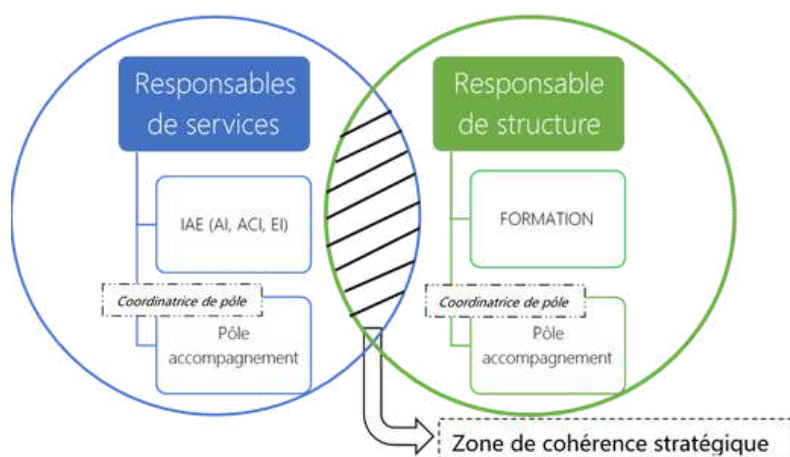 Responsables
de services
IAE (AI, ACI, EI)
Coordinatrice de pôle
Pôle
accompagnement
Responsable
de structure
FORMATION
Coordinatrice de pôle
Pôle
accompagnement
Zone de cohérence stratégique